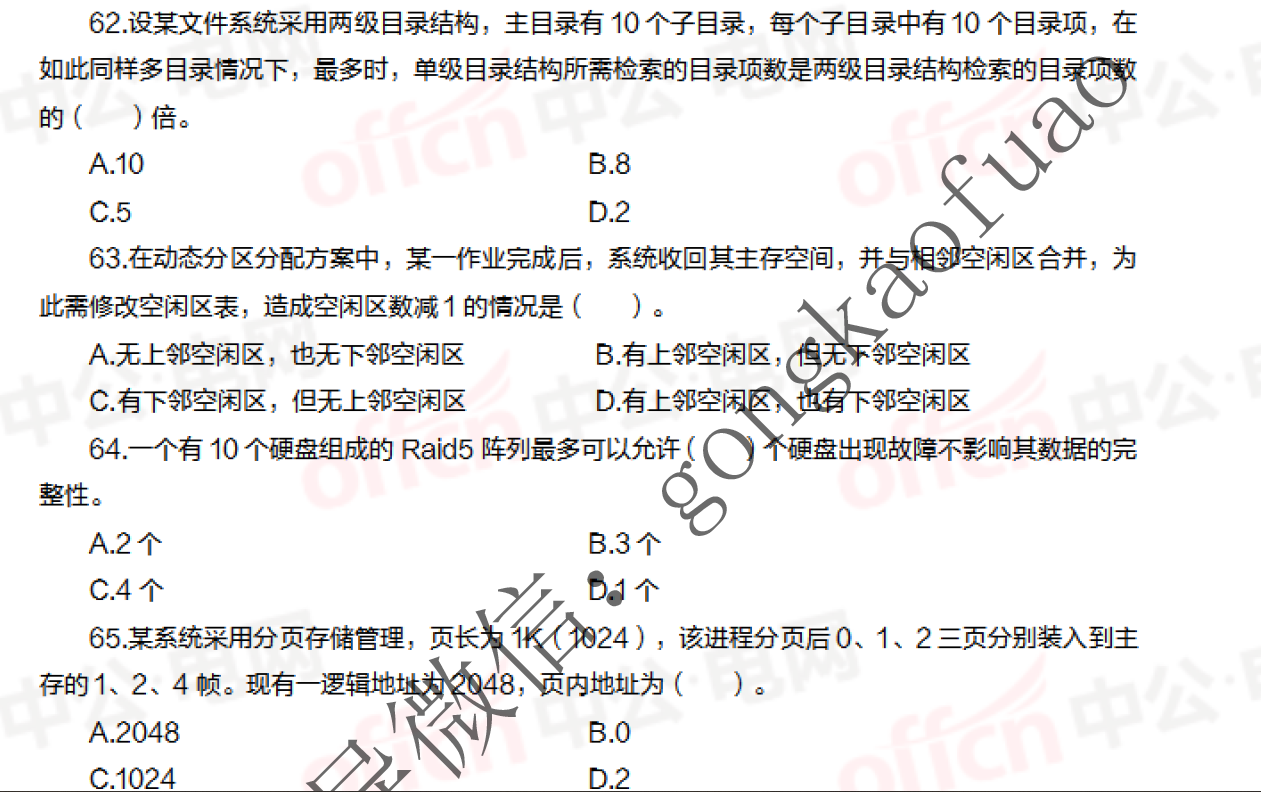 62.设某文件系统采用两级目录结构，主目录有 10 个子目录，每个子目录中有 10 个目录项，在
如此同样多目录情况下，最多时，单级目录结构所需检索的目录项数是两级目录结构检索的目录项数
的（　　）倍。
A.10 B.8
C.5 D.2
63.在动态分区分配方案中，某一作业完成后，系统收回其主存空间，并与相邻空闲区合并，为
此需修改空闲区表，造成空闲区数减 1 的情况是（　　）。
A.无上邻空闲区，也无下邻空闲区 B.有上邻空闲区，但无下邻空闲区
C.有下邻空闲区，但无上邻空闲区 D.有上邻空闲区，也有下邻空闲区
64.一个有 10 个硬盘组成的 Raid5 阵列最多可以允许（　　）个硬盘出现故障不影响其数据的完
整性。
A.2 个 B.3 个
C.4 个 D.1 个
65.某系统采用分页存储管理，页长为 1K（1024），该进程分页后 0、1、2 三页分别装入到主
存的 1、2、4 帧。现有一逻辑地址为 2048，页内地址为（　　）。
A.2048 B.0
C.1024 D.2
微信：gongkaofuao
中公·电网
offcn